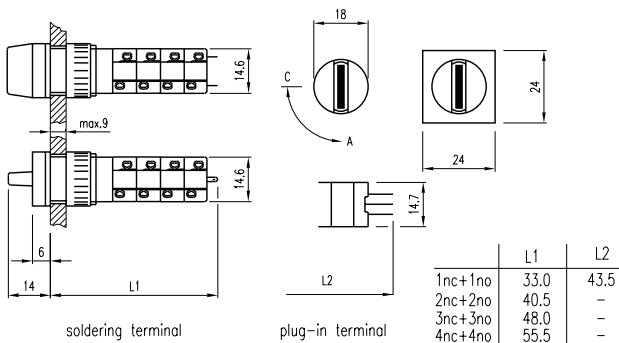 18
14.6
C
24
max,9
A
24
14.6
14.7
6
14
L1
L2
soldering terminal
plug-in terminal
L1 L2
1nc+1no 33.0 43.5
2nc+2no 40.5 –
3nc+3no 48.0 –
4nc+4no 55.5 –